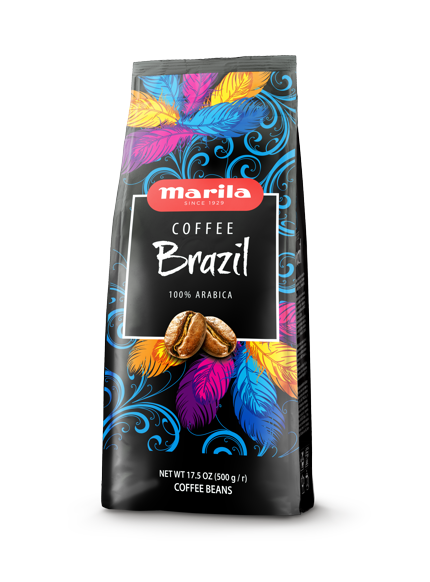 marila
SINCE 1929
COFFEE
Brazil
100% ARABICA
NET WT 17.5 OZ (500 g / r)
COFFEE BEANS